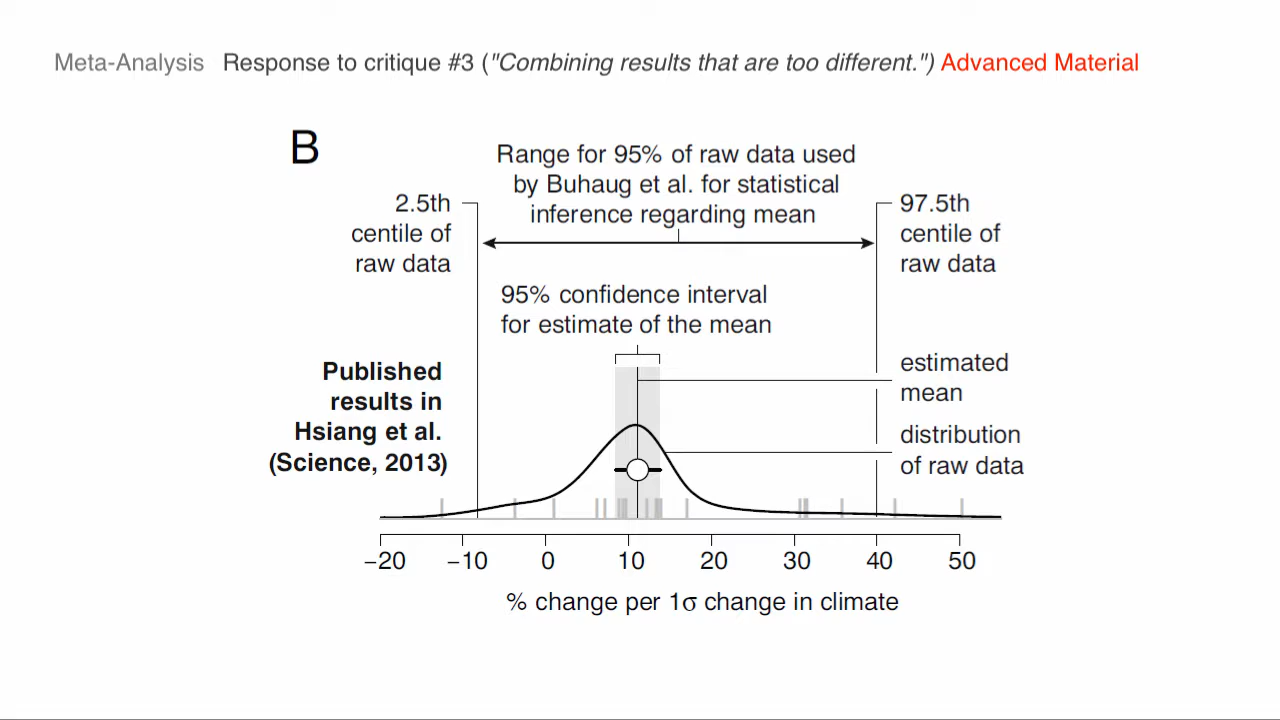 Meta-Analysis Response to critique #3 ("Combining results that are too different.") Advanced Material
B
Range for 95% of raw data used
by Buhaug et al. for statistical
inference regarding mean
2.5th
centile of
raw data
97.5th
centile of
raw data
95% confidence interval
for estimate of the mean
Published
results in
Hsiang et al.
(Science, 2013)
estimated
mean
distribution
of raw data
−20 −10 0 10 20 30 40 50
% change per 1σ change in climate